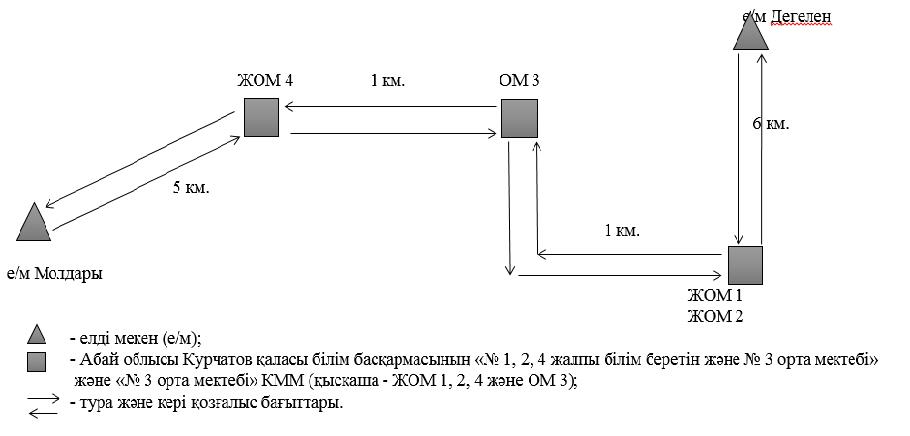 е/м Дегелен
ЖОМ 4
1 км.
ОМ 3
6 км.
5 км.
1 км.
е/м Молдары
ЖОМ 1
ЖОМ 2
- елді мекен (е/м);
- Абай облысы Курчатов қаласы білім басқармасының «№ 1, 2, 4 жалпы білім беретін және № 3 орта мектебі»
және «№ 3 орта мектебі» КММ (қысқаша - ЖОМ 1, 2, 4 және ОМ 3);
- тура және кері қозғалыс бағыттары.